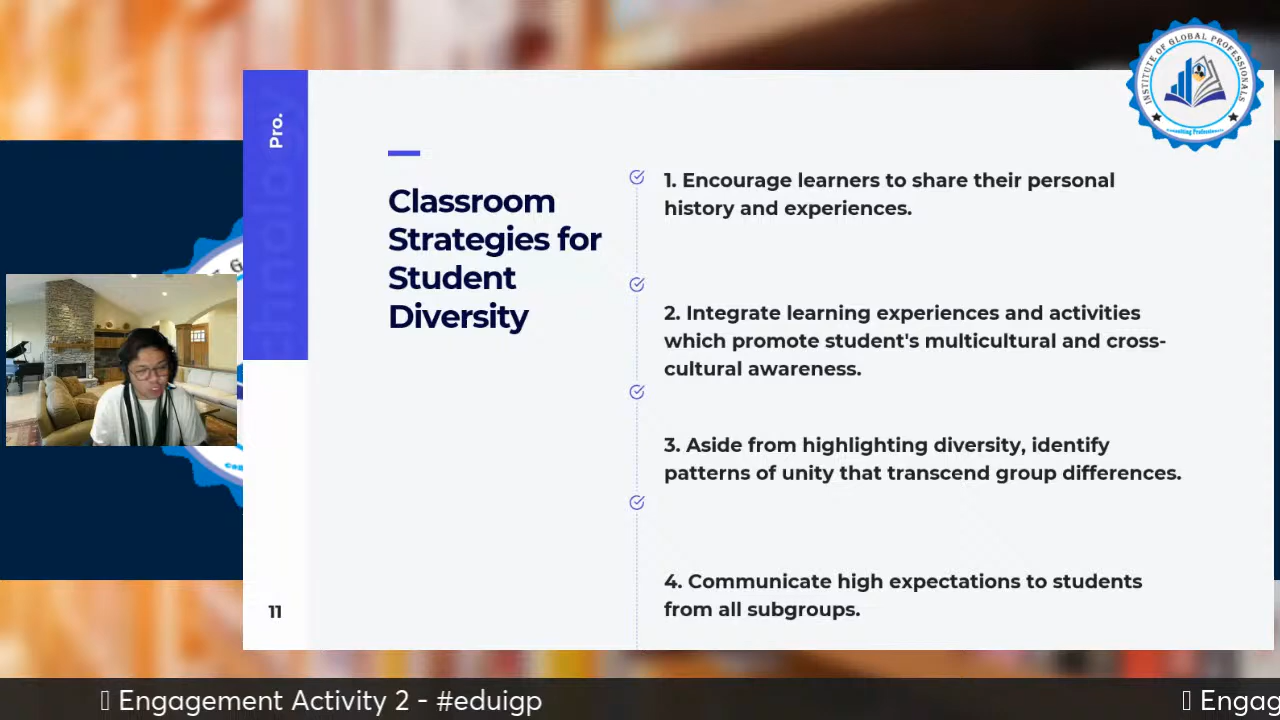 INSTITUTE OF GLOBAL PROFESSIONALS
Consulting Professionals
Pro.
Classroom
Strategies for
Student
Diversity
1. Encourage learners to share their personal
history and experiences.
2. Integrate learning experiences and activities
which promote student's multicultural and cross-
cultural awareness.
3. Aside from highlighting diversity, identify
patterns of unity that transcend group differences.
4. Communicate high expectations to students
from all subgroups.
11
Engagement Activity 2 - #eduigp
Engag